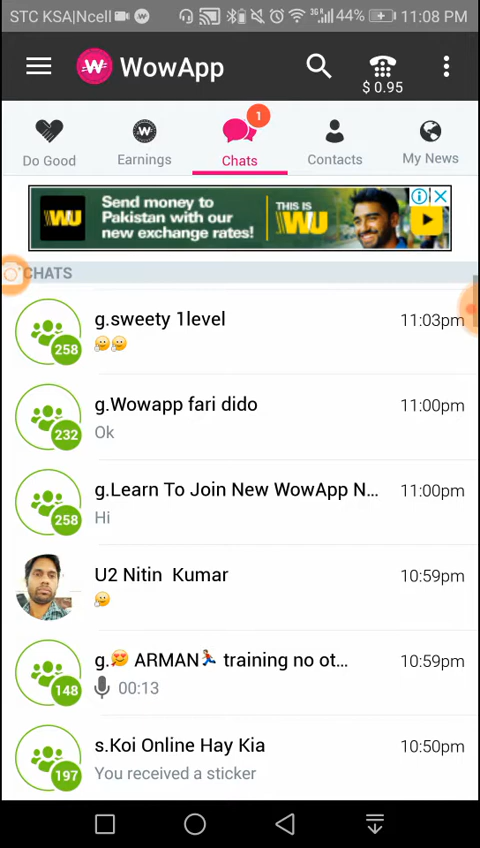 STC KSA|Ncell 3G 44% 11:08 PM
W WowApp $ 0.95
Do Good Earnings Chats 1 Contacts My News
WU Send money to
Pakistan with our
new exchange rates!
THIS IS
WU
CHATS
g.sweety 1level 11:03pm
258
g.Wowapp fari dido 11:00pm
232 Ok
g.Learn To Join New WowApp N... 11:00pm
258 Hi
U2 Nitin Kumar 10:59pm
g.😍 ARMAN🏃 training no ot... 10:59pm
148 00:13
s.Koi Online Hay Kia 10:50pm
197 You received a sticker